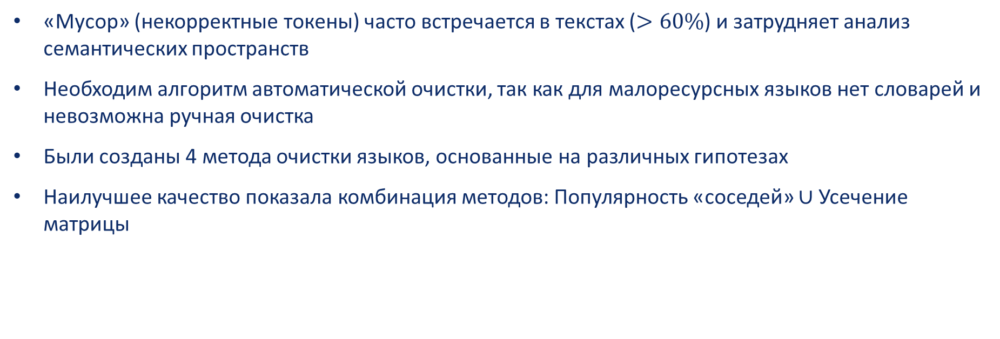 • «Мусор» (некорректные токены) часто встречается в текстах (> 60%) и затрудняет анализ
семантических пространств
• Необходим алгоритм автоматической очистки, так как для малоресурсных языков нет словарей и
невозможна ручная очистка
• Были созданы 4 метода очистки языков, основанные на различных гипотезах
• Наилучшее качество показала комбинация методов: Популярность «соседей» ∪ Усечение
матрицы